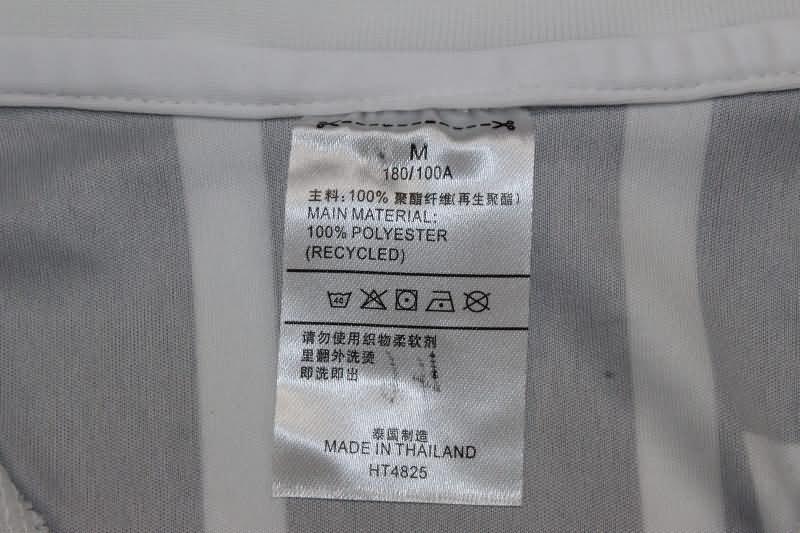 M
180/100A
主料: 100% 聚酯纤维(再生聚酯)
MAIN MATERIAL:
100% POLYESTER
(RECYCLED)
40
请勿使用织物柔软剂
里翻外洗烫
即洗即出
泰国制造
MADE IN THAILAND
HT4825